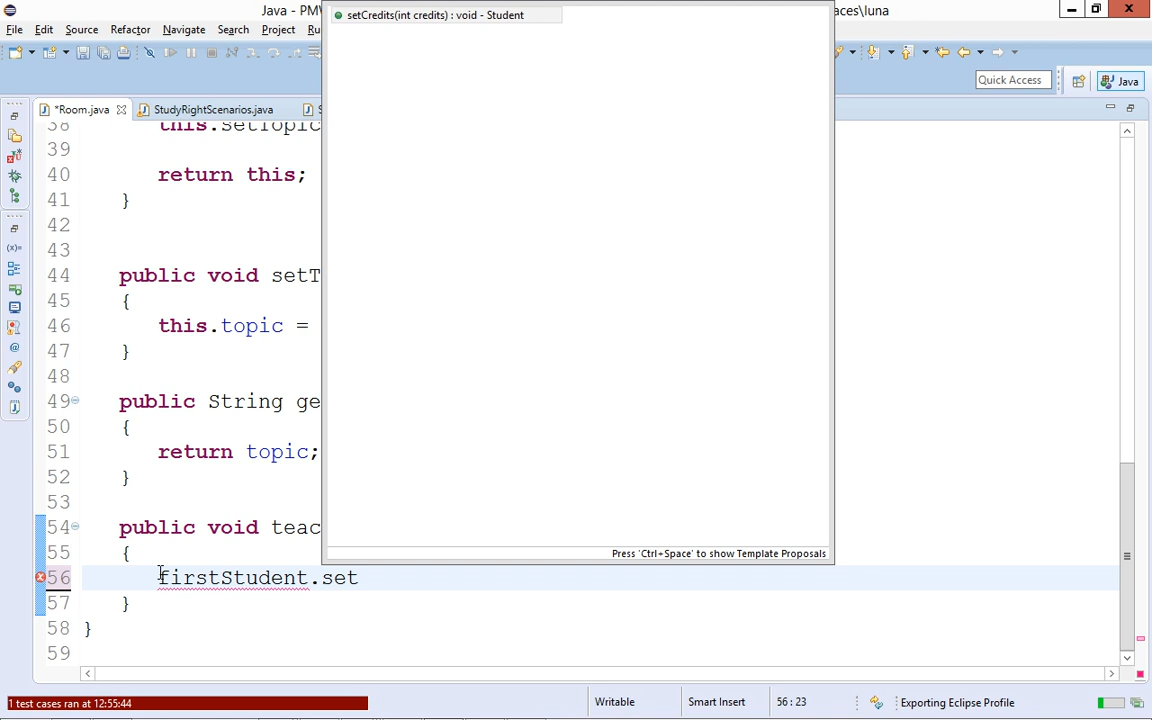 Java - PM
aces\luna
File Edit Source Refactor Navigate Search Project Ru
Quick Access
Java
*Room.java StudyRightScenarios.java
setCredits(int credits) : void - Student
38 this.setTopic
39
40 return this;
41 }
42
43
44 public void setT
45 {
46 this.topic =
47 }
48
49 public String ge
50 {
51 return topic;
52 }
53
54 public void teac
55 {
56 firstStudent.set
57 }
58 }
59
Press 'Ctrl+Space' to show Template Proposals
1 test cases ran at 12:55:44
Writable
Smart Insert
56 : 23
Exporting Eclipse Profile